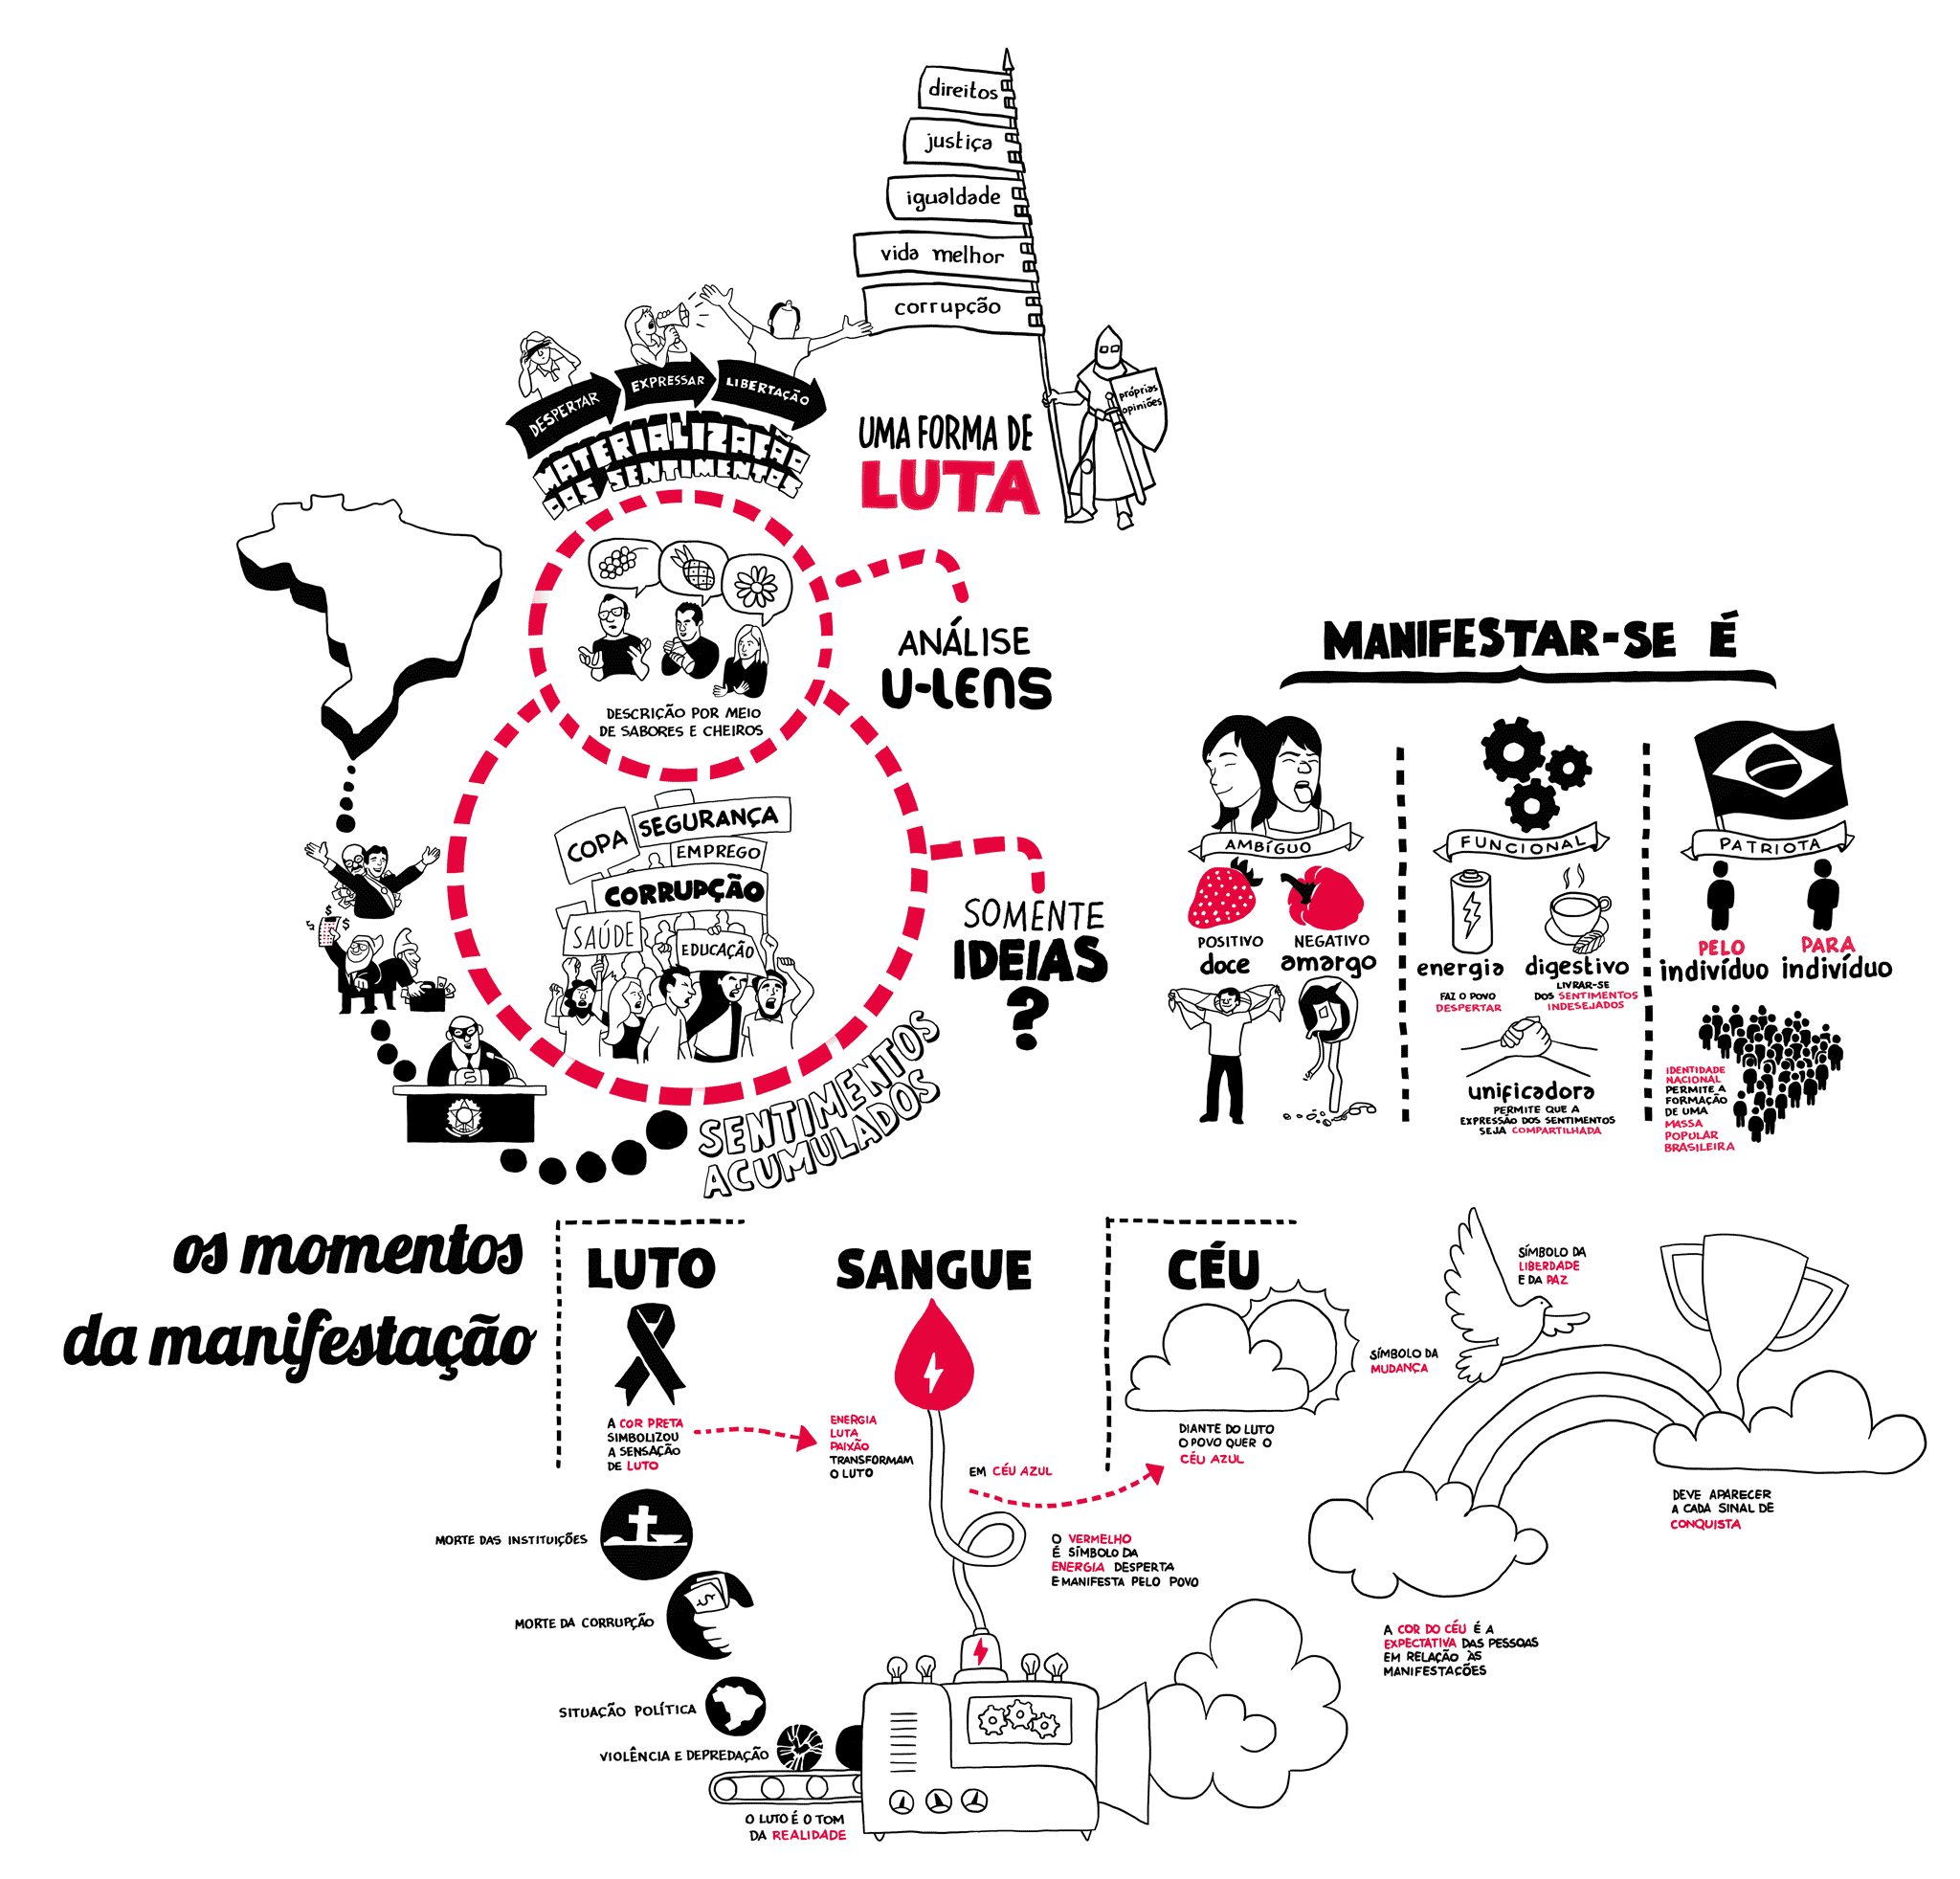 direitos
justiça
igualdade
vida melhor
corrupção
próprias
opiniões
DESPERTAR
EXPRESSAR
LIBERTAÇÃO
MATERIALIZAÇÃO
DOS SENTIMENTOS
UMA FORMA DE
LUTA
DESCRIÇÃO POR MEIO
DE SABORES E CHEIROS
ANÁLISE
U-LENS
COPA
SEGURANÇA
EMPREGO
CORRUPÇÃO
SAÚDE
EDUCAÇÃO
SOMENTE
IDEIAS
?
SENTIMENTOS
ACUMULADOS
MANIFESTAR-SE É
AMBÍGUO
POSITIVO
doce
NEGATIVO
amargo
FUNCIONAL
energia
FAZ O POVO
DESPERTAR
digestivo
LIVRAR-SE
DOS SENTIMENTOS
INDESEJADOS
unificadora
PERMITE QUE A
EXPRESSÃO DOS SENTIMENTOS
SEJA COMPARTILHADA
PATRIOTA
PELO
indivíduo
PARA
indivíduo
IDENTIDADE
NACIONAL
PERMITE A
FORMAÇÃO
DE UMA
MASSA
POPULAR
BRASILEIRA
os momentos
da manifestação
LUTO
A COR PRETA
SIMBOLIZOU
A SENSAÇÃO
DE LUTO
MORTE DAS INSTITUIÇÕES
MORTE DA CORRUPÇÃO
SITUAÇÃO POLÍTICA
VIOLÊNCIA E DEPREDAÇÃO
O LUTO É O TOM
DA REALIDADE
SANGUE
ENERGIA
LUTA
PAIXÃO
TRANSFORMAM
O LUTO
EM CÉU AZUL
O VERMELHO
É SÍMBOLO DA
ENERGIA DESPERTA
E MANIFESTA PELO POVO
CÉU
DIANTE DO LUTO
O POVO QUER O
CÉU AZUL
SÍMBOLO DA
MUDANÇA
SÍMBOLO DA
LIBERDADE
E DA PAZ
DEVE APARECER
A CADA SINAL DE
CONQUISTA
A COR DO CÉU É A
EXPECTATIVA DAS PESSOAS
EM RELAÇÃO ÀS
MANIFESTAÇÕES